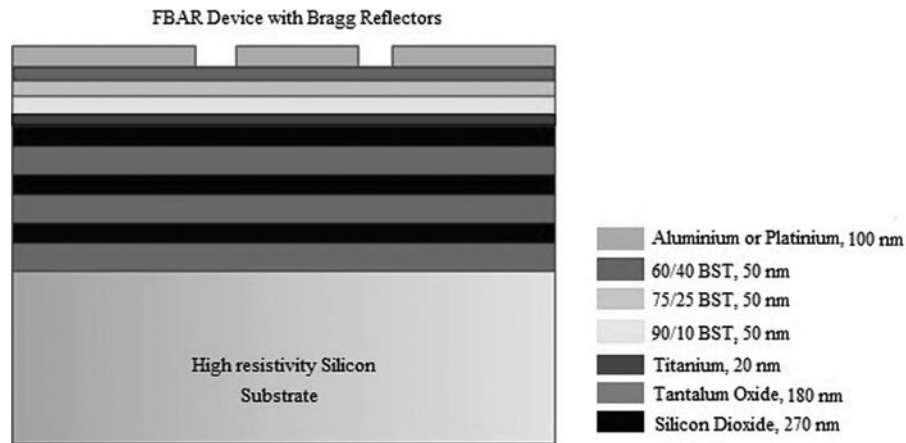 FBAR Device with Bragg Reflectors
High resistivity Silicon
Substrate
Aluminium or Platinium, 100 nm
60/40 BST, 50 nm
75/25 BST, 50 nm
90/10 BST, 50 nm
Titanium, 20 nm
Tantalum Oxide, 180 nm
Silicon Dioxide, 270 nm